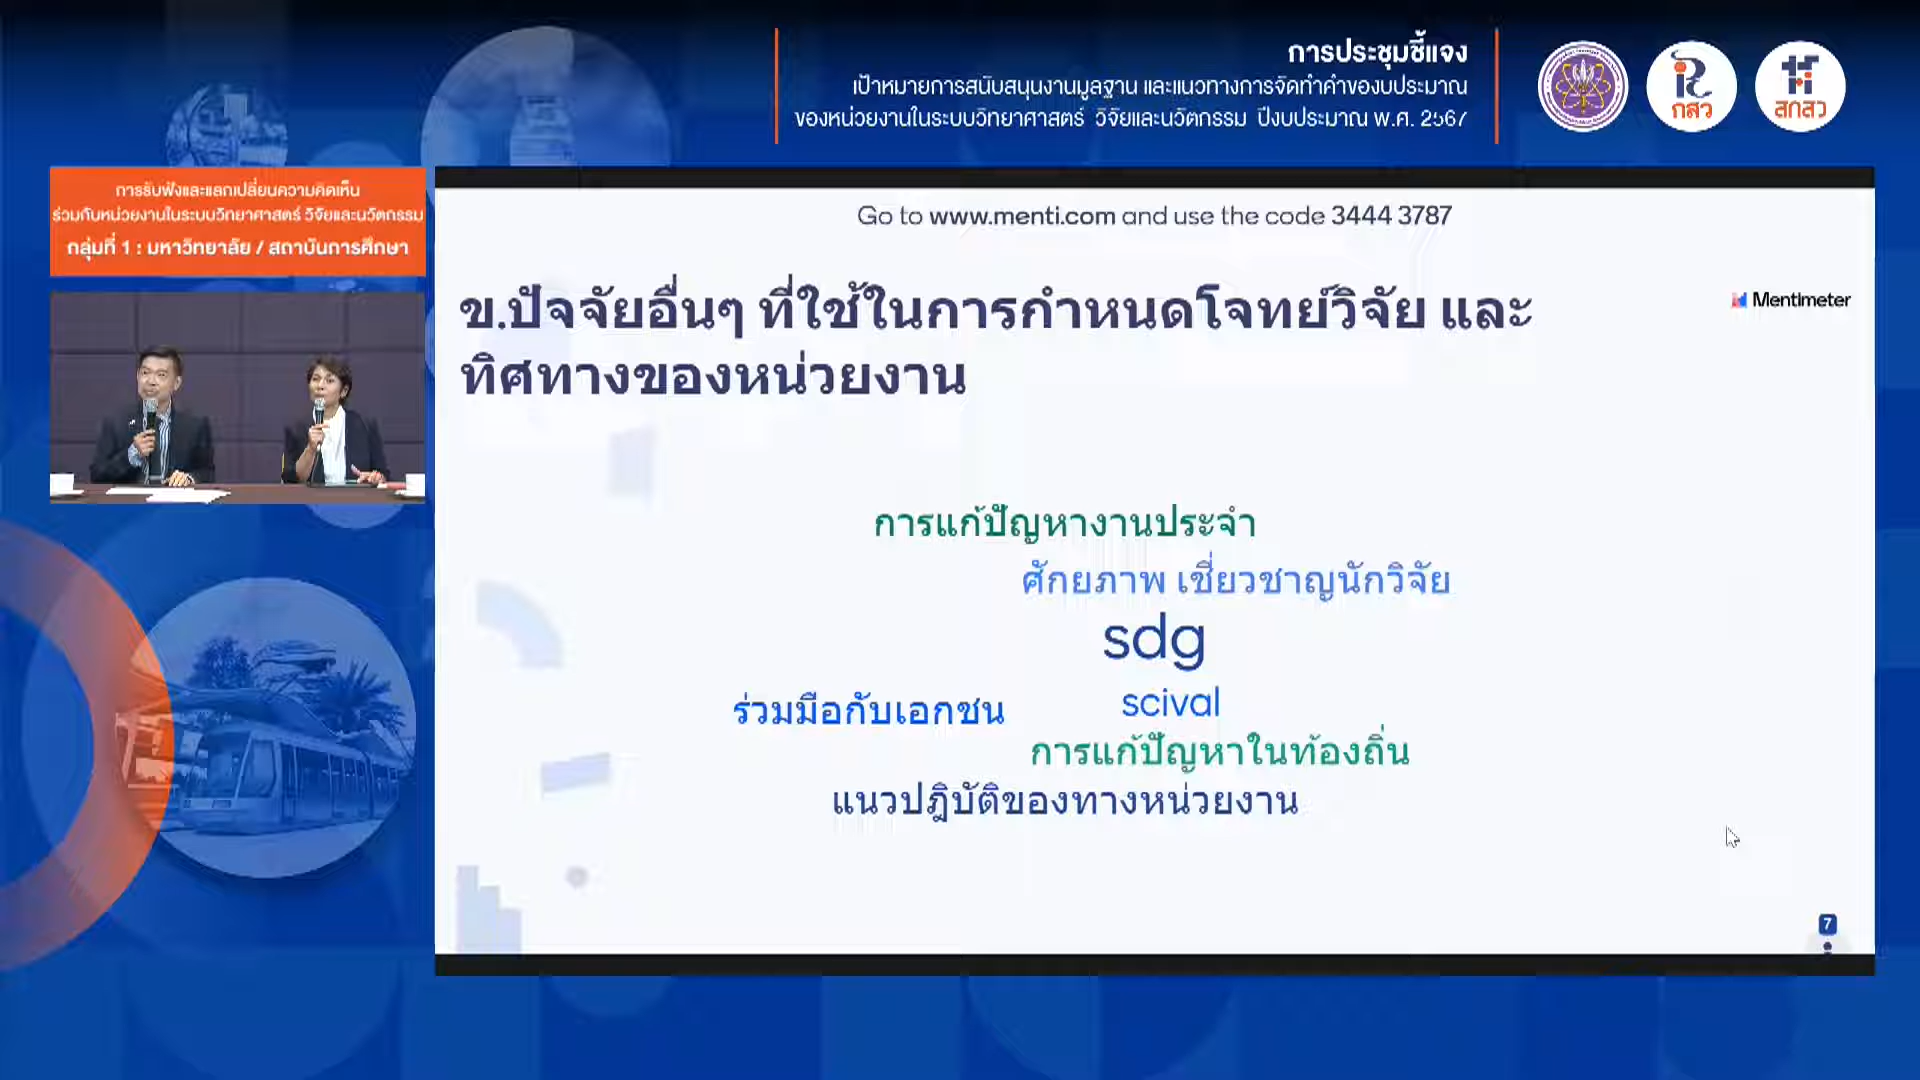 การประชุมชี้แจง
เป้าหมายการสนับสนุนงานมูลฐาน และแนวทางการจัดทำคำของบประมาณ
ของหน่วยงานในระบบวิทยาศาสตร์ วิจัยและนวัตกรรม ปีงบประมาณ พ.ศ. 2567
กสว
สกสว
การรับฟังและแลกเปลี่ยนความคิดเห็น
ร่วมกับหน่วยงานในระบบวิทยาศาสตร์ วิจัยและนวัตกรรม
กลุ่มที่ 1 : มหาวิทยาลัย / สถาบันการศึกษา
Go to www.menti.com and use the code 3444 3787
ข.ปัจจัยอื่นๆ ที่ใช้ในการกำหนดโจทย์วิจัย และ
ทิศทางของหน่วยงาน
Mentimeter
การแก้ปัญหางานประจำ
ศักยภาพ เชี่ยวชาญนักวิจัย
sdg
ร่วมมือกับเอกชน
scival
การแก้ปัญหาในท้องถิ่น
แนวปฎิบัติของทางหน่วยงาน
7